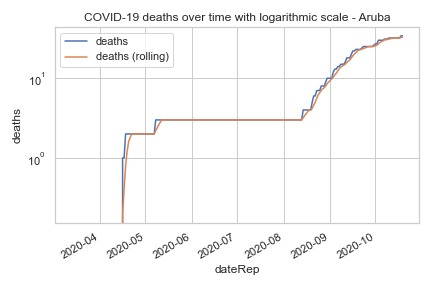 COVID-19 deaths over time with logarithmic scale - Aruba
deaths
deaths (rolling)
10¹
10⁰
deaths
2020-04
2020-05
2020-06
2020-07
2020-08
2020-09
2020-10
dateRep